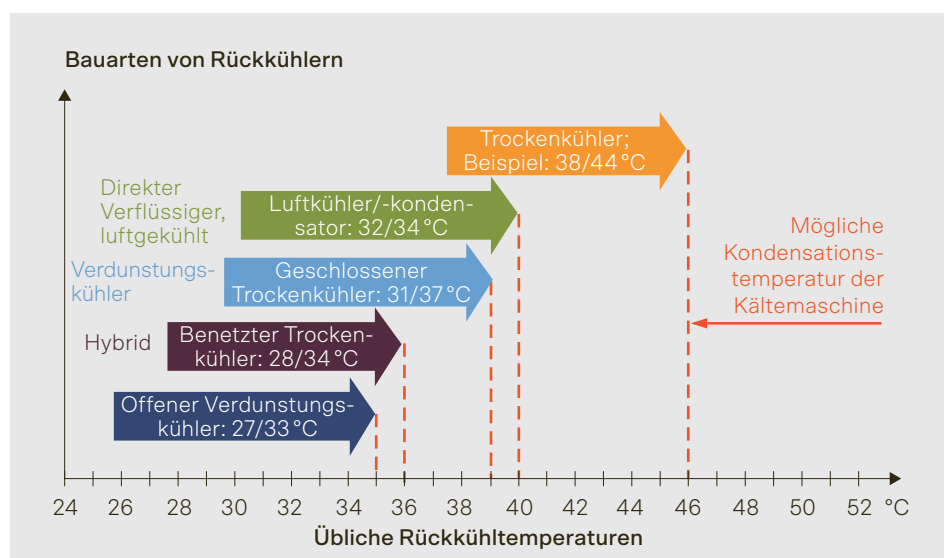 Bauarten von Rückkühlern
Trockenkühler;
Beispiel: 38/44 °C
Direkter
Verflüssiger,
luftgekühlt
Luftkühler/-konden-
sator: 32/34 °C
Mögliche
Kondensations-
temperatur der
Kältemaschine
Verdunstungs-
kühler
Geschlossener
Trockenkühler: 31/37 °C
Hybrid
Benetzter Trocken-
kühler: 28/34 °C
Offener Verdunstungs-
kühler: 27/33 °C
24 26 28 30 32 34 36 38 40 42 44 46 48 50 52 °C
Übliche Rückkühltemperaturen